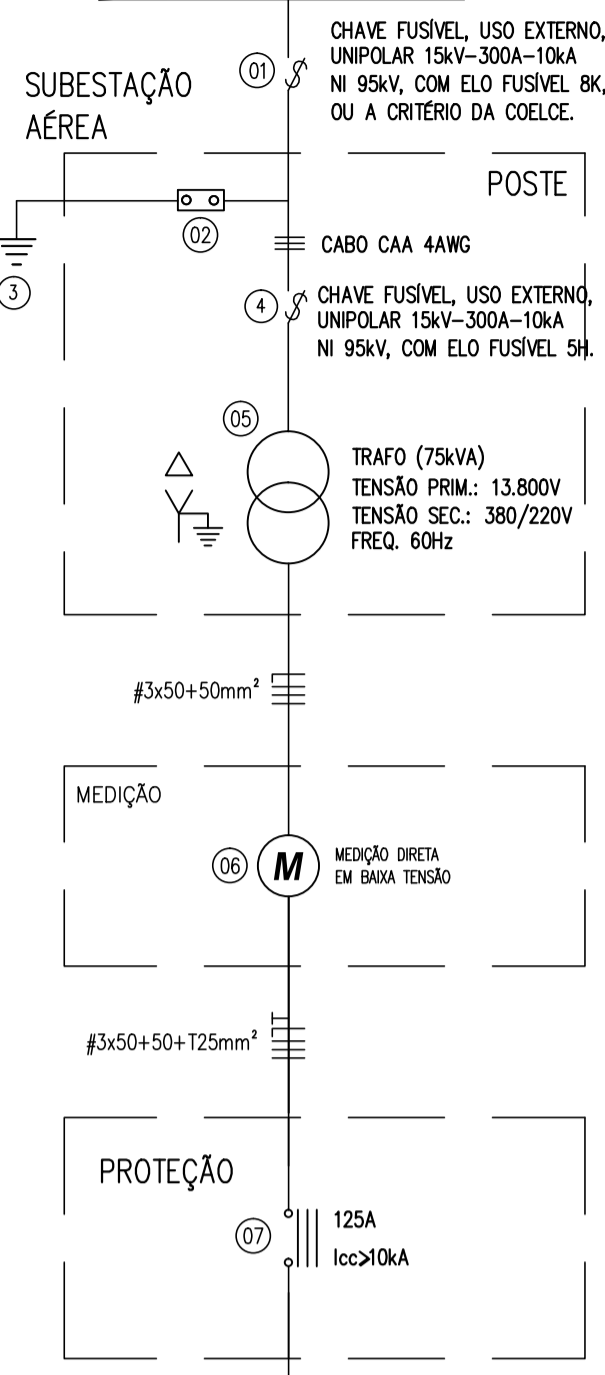 CHAVE FUSÍVEL, USO EXTERNO,
UNIPOLAR 15kV-300A-10kA
NI 95kV, COM ELO FUSÍVEL 8K,
OU A CRITÉRIO DA COELCE.
01
SUBESTAÇÃO
AÉREA
POSTE
02
CABO CAA 4AWG
3
4
CHAVE FUSÍVEL, USO EXTERNO,
UNIPOLAR 15kV-300A-10kA
NI 95kV, COM ELO FUSÍVEL 5H.
05
TRAFO (75kVA)
TENSÃO PRIM.: 13.800V
TENSÃO SEC.: 380/220V
FREQ. 60Hz
#3x50+50mm²
MEDIÇÃO
06
M
MEDIÇÃO DIRETA
EM BAIXA TENSÃO
#3x50+50+T25mm²
PROTEÇÃO
07
125A
Icc>10kA